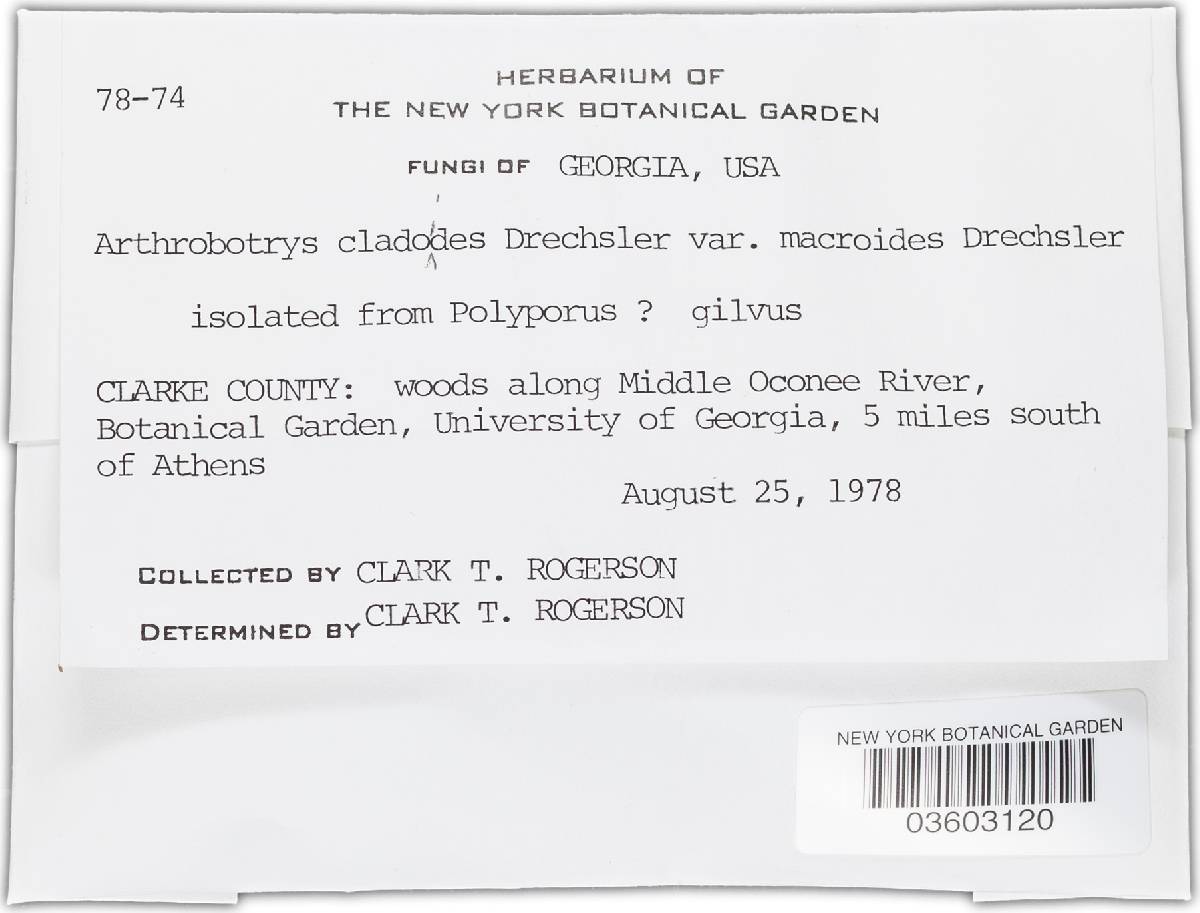 78-74
HERBARIUM OF
THE NEW YORK BOTANICAL GARDEN
FUNGI OF GEORGIA, USA
Arthrobotrys cladodes Drechsler var. macroides Drechsler
isolated from Polyporus ? gilvus
CLARKE COUNTY: woods along Middle Oconee River,
Botanical Garden, University of Georgia, 5 miles south
of Athens
August 25, 1978
COLLECTED BY CLARK T. ROGERSON
DETERMINED BY CLARK T. ROGERSON
NEW YORK BOTANICAL GARDEN
03603120